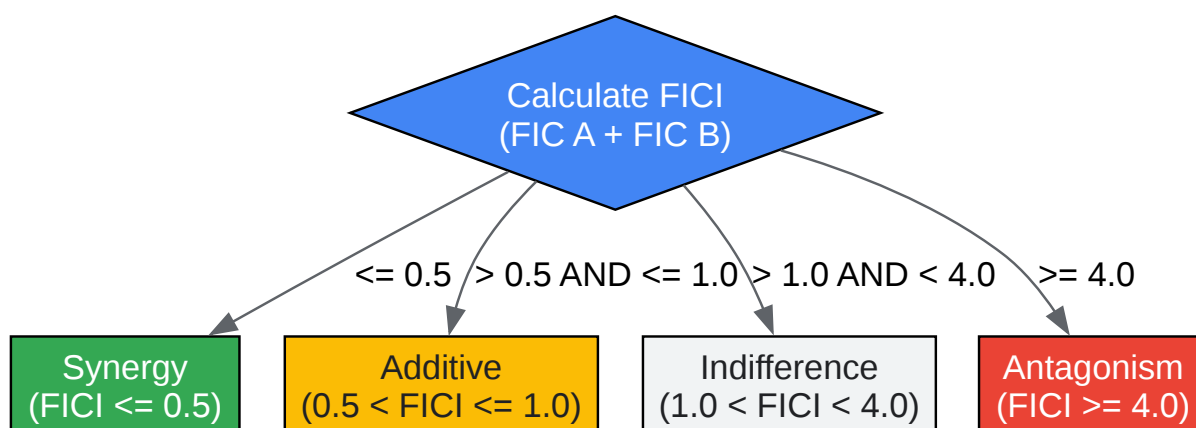 Calculate FICI
(FIC A + FIC B)
<= 0.5
> 0.5 AND <= 1.0
> 1.0 AND < 4.0
>= 4.0
Synergy
(FICI <= 0.5)
Additive
(0.5 < FICI <= 1.0)
Indifference
(1.0 < FICI < 4.0)
Antagonism
(FICI >= 4.0)